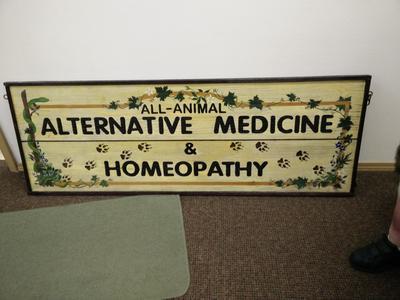 ALL-ANIMAL
ALTERNATIVE MEDICINE
&
HOMEOPATHY